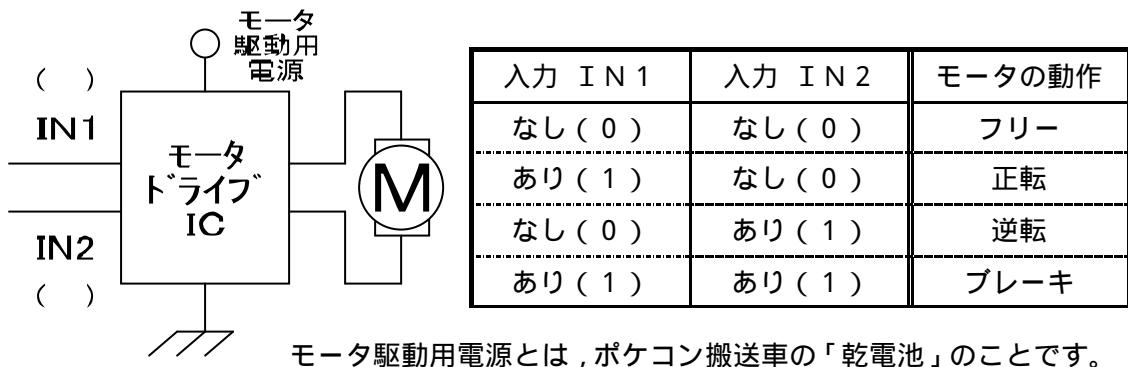 モータ
駆動用
電源
(　)
IN1
モータ
ドライブ
IC
M
IN2
(　)
入力 ＩＮ１　入力 ＩＮ２　モータの動作
なし（０）　なし（０）　フリー
あり（１）　なし（０）　正転
なし（０）　あり（１）　逆転
あり（１）　あり（１）　ブレーキ
モータ駆動用電源とは，ポケコン搬送車の「乾電池」のことです。